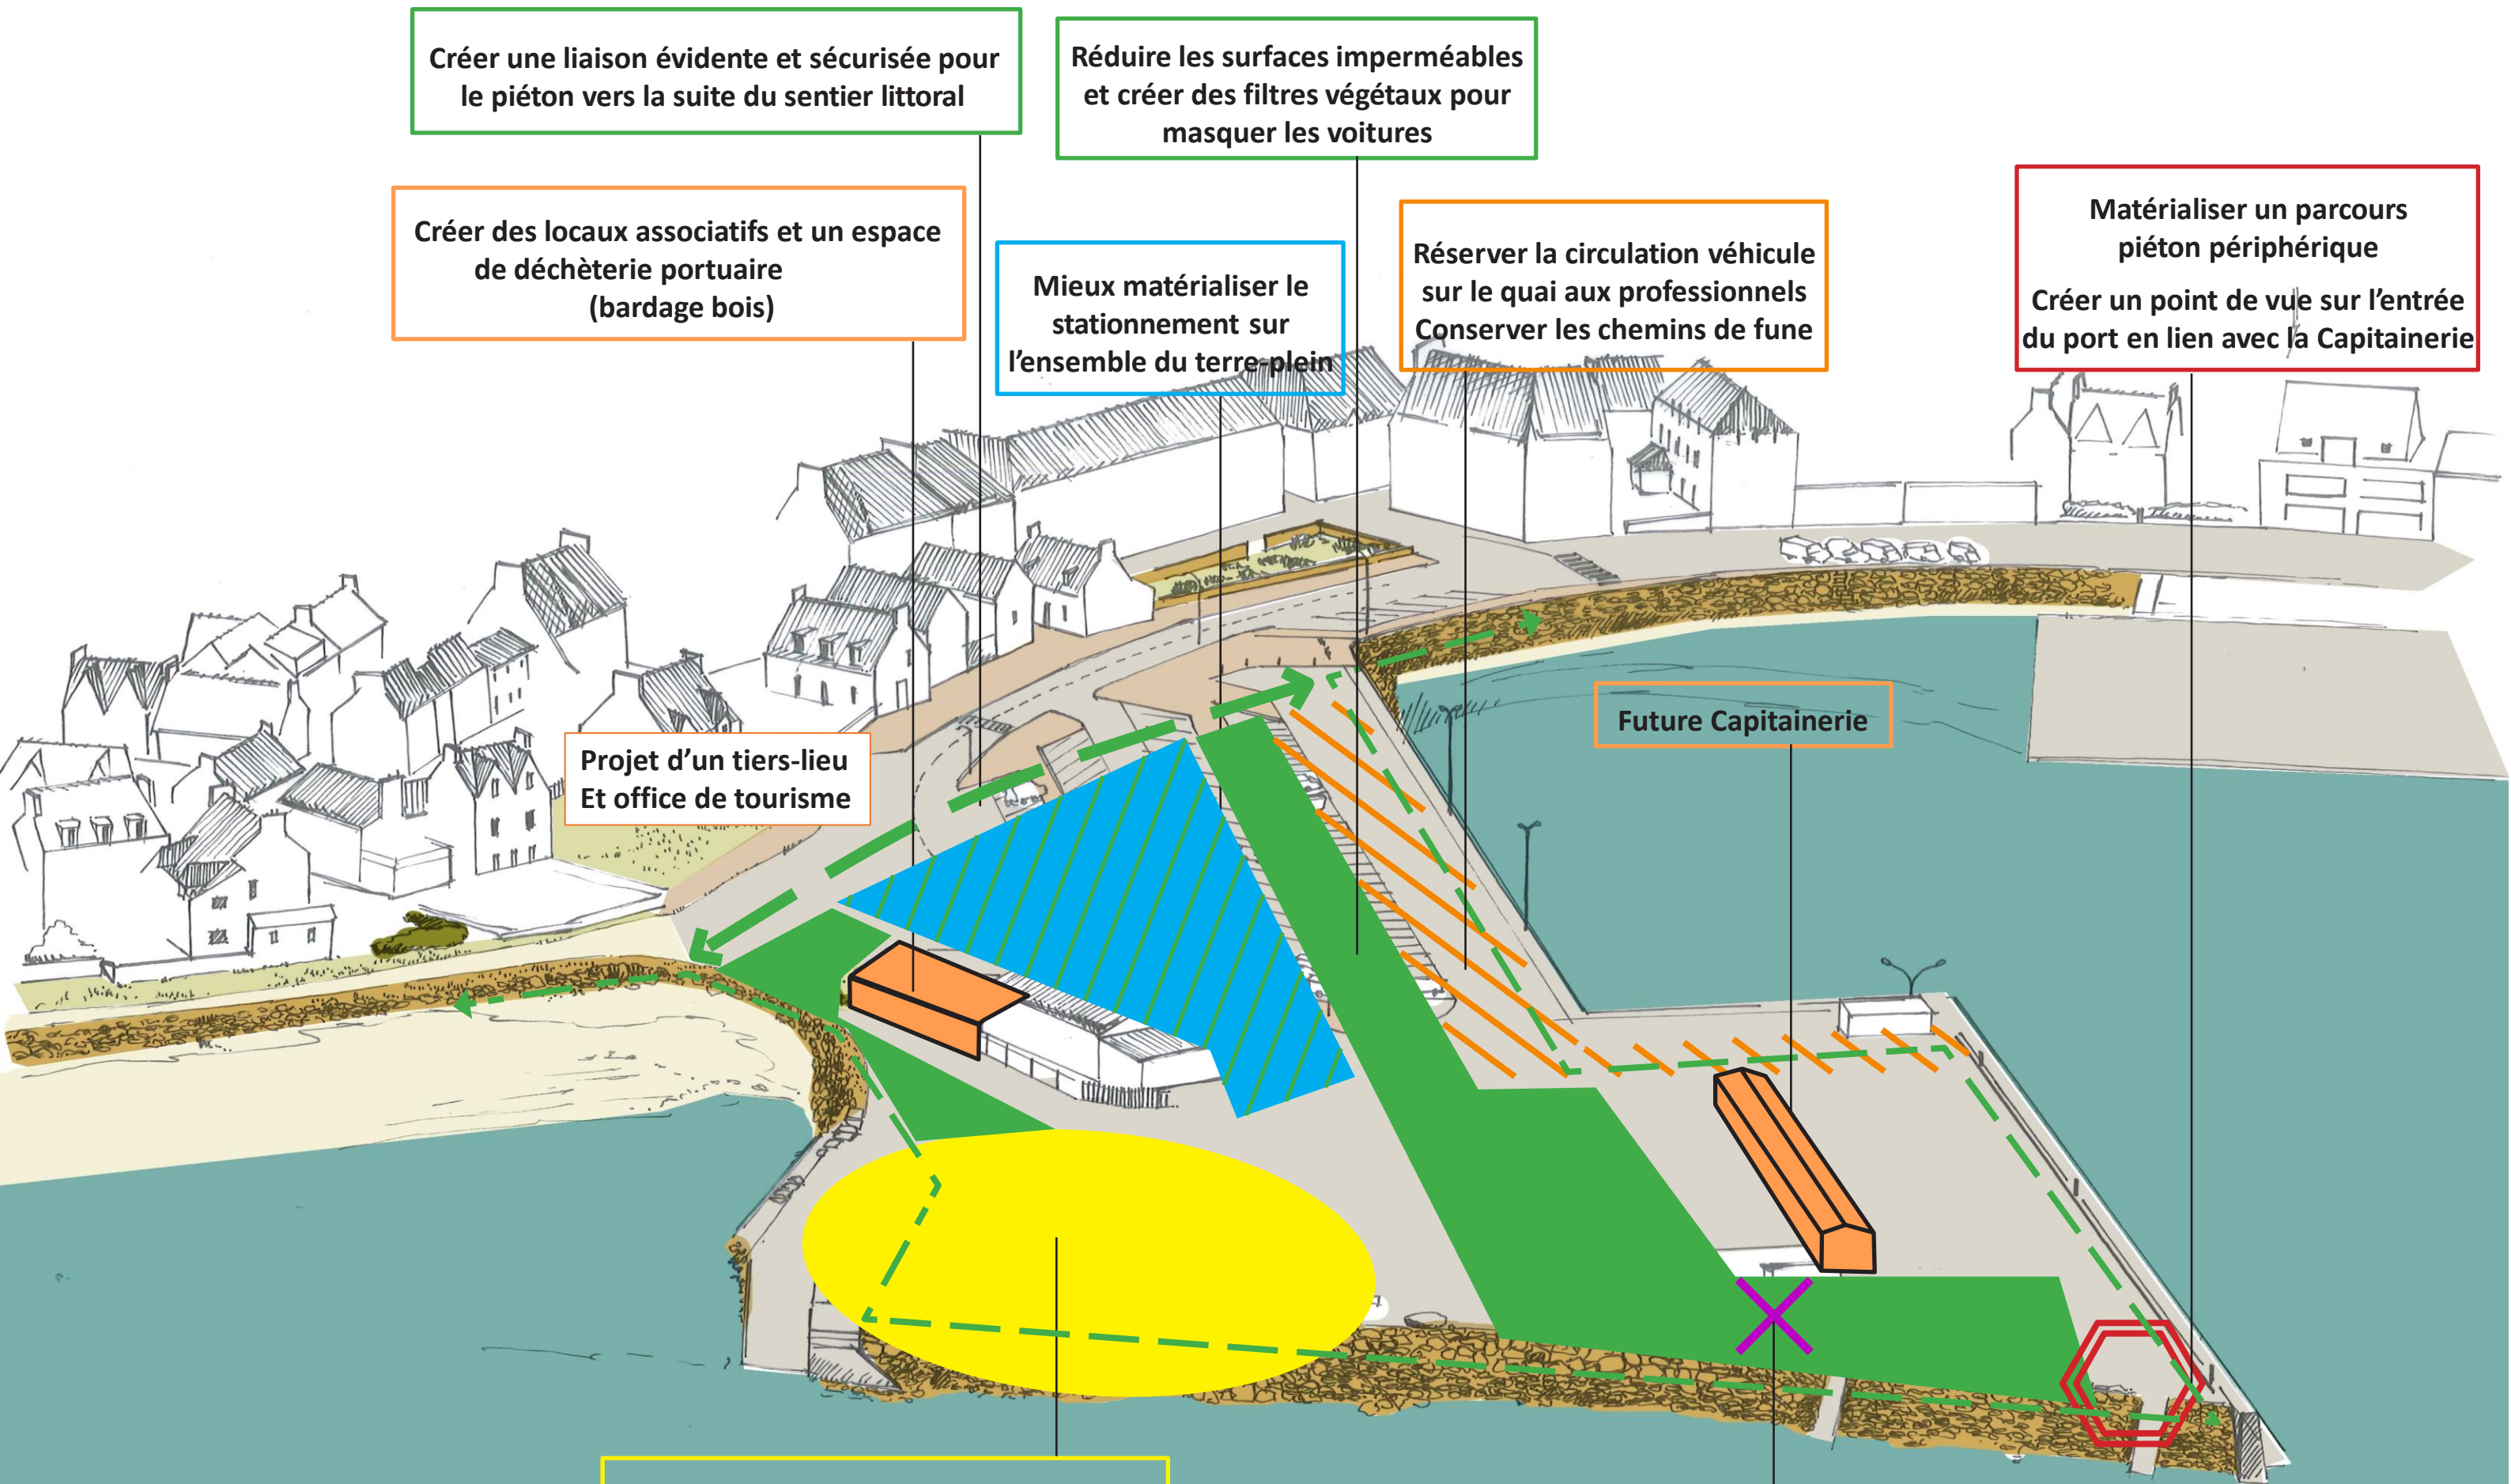 Créer une liaison évidente et sécurisée pour
le piéton vers la suite du sentier littoral
Réduire les surfaces imperméables
et créer des filtres végétaux pour
masquer les voitures
Créer des locaux associatifs et un espace
de déchèterie portuaire
(bardage bois)
Mieux matérialiser le
stationnement sur
l'ensemble du terre-plein
Réserver la circulation véhicule
sur le quai aux professionnels
Conserver les chemins de fune
Matérialiser un parcours
piéton périphérique
Créer un point de vue sur l'entrée
du port en lien avec la Capitainerie
Future Capitainerie
Projet d'un tiers-lieu
Et office de tourisme